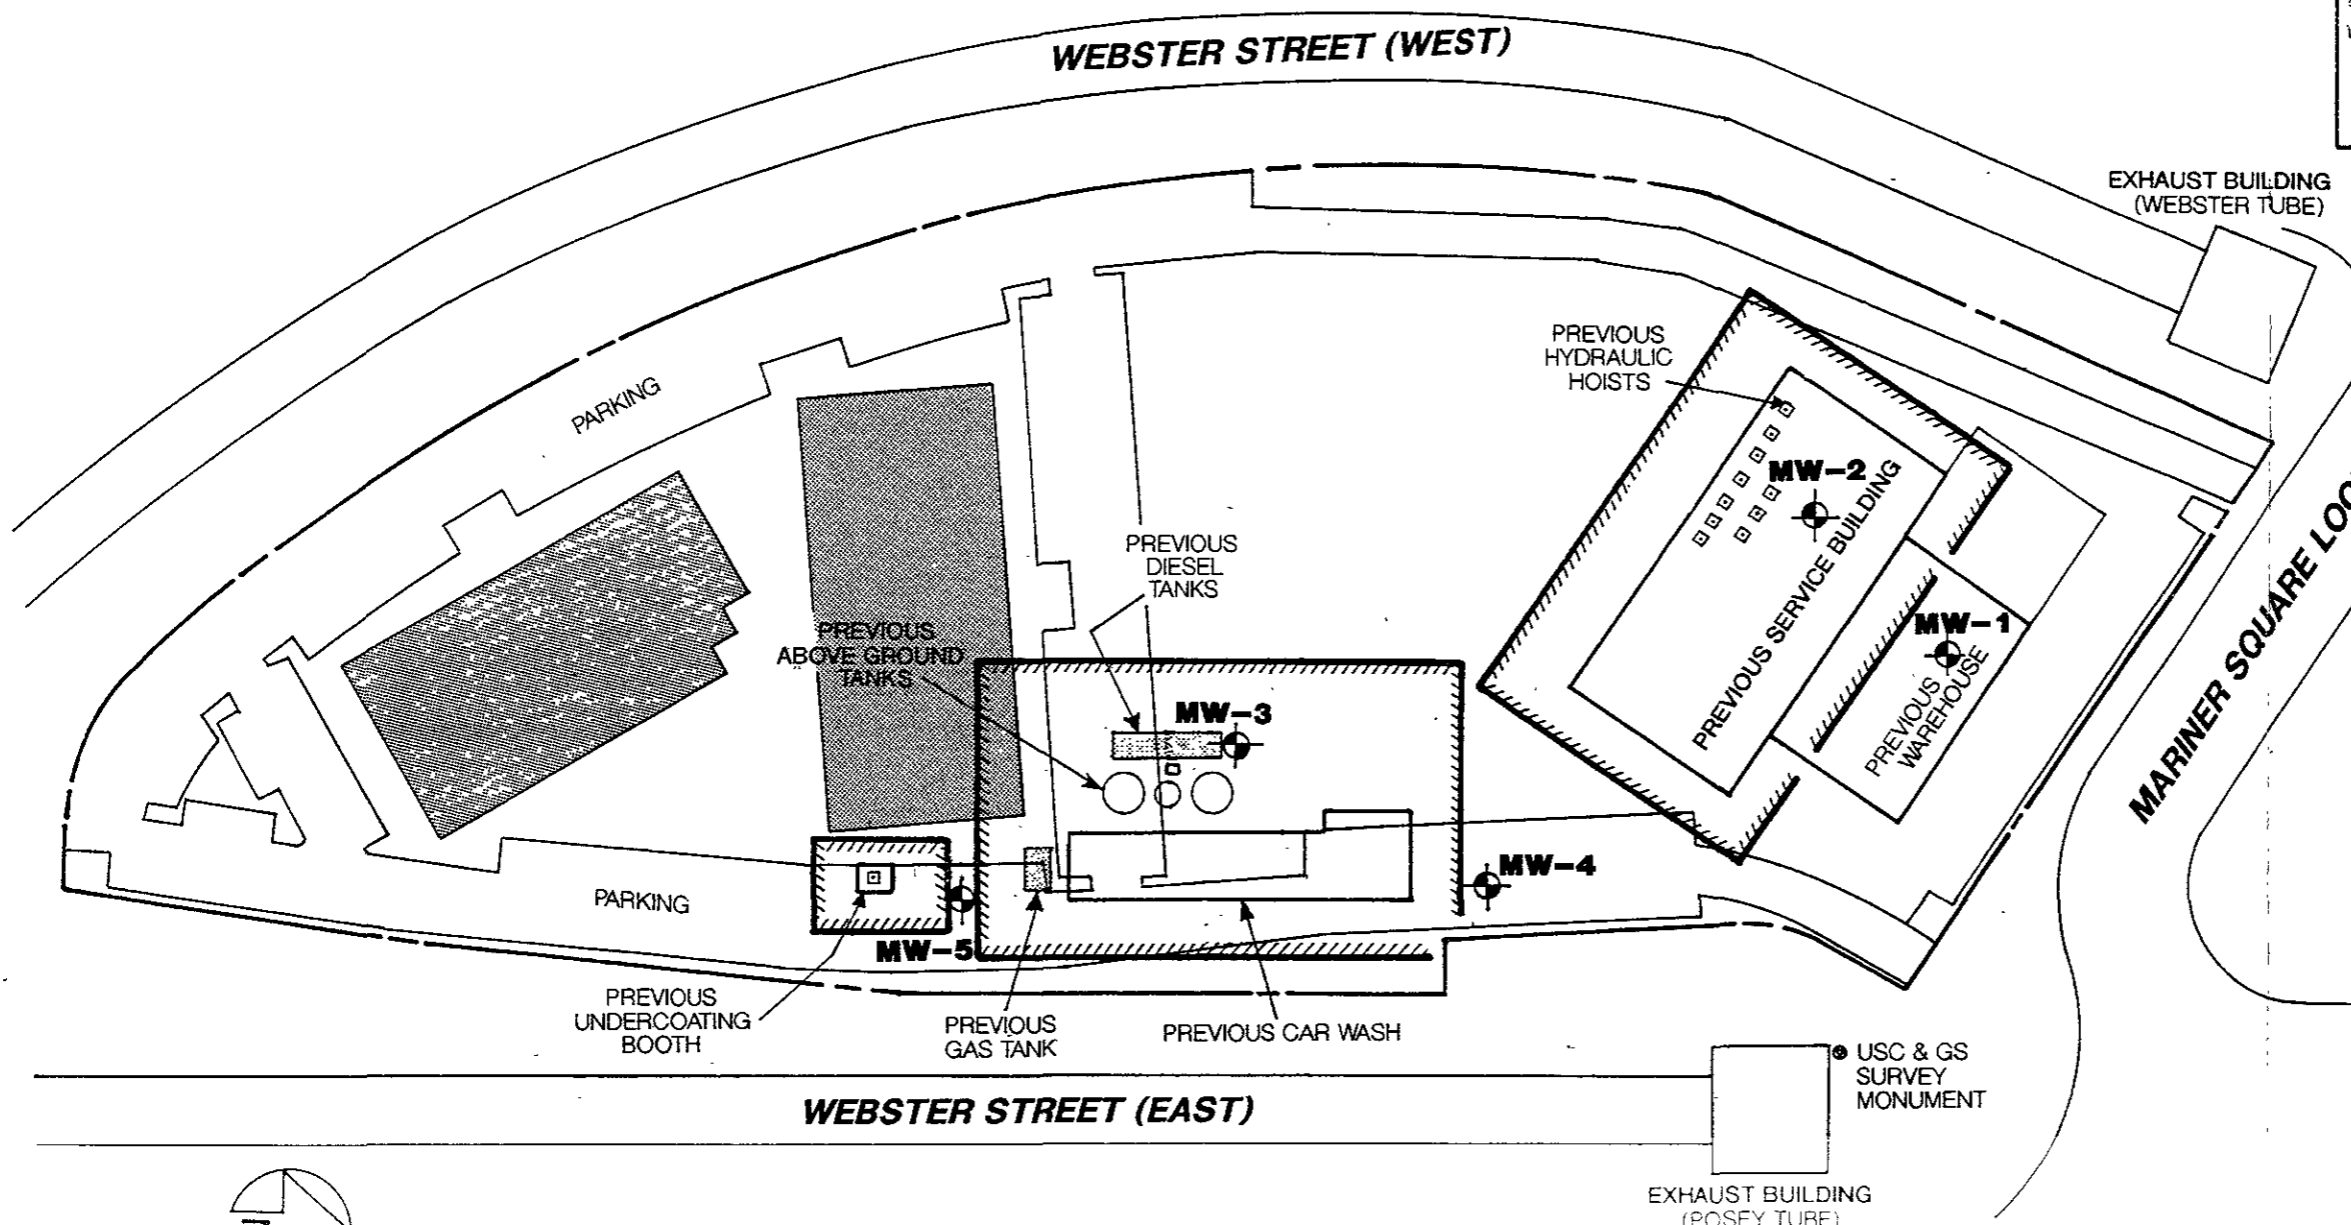 WEBSTER STREET (WEST)
EXHAUST BUILDING
(WEBSTER TUBE)
PREVIOUS
HYDRAULIC
HOISTS
PARKING
MW-2
PREVIOUS SERVICE BUILDING
PREVIOUS
DIESEL
TANKS
PREVIOUS
ABOVE GROUND
TANKS
MW-1
PREVIOUS
WAREHOUSE
MARINER SQUARE LOO
MW-3
MW-4
PARKING
MW-5
PREVIOUS
UNDERCOATING
BOOTH
PREVIOUS
GAS TANK
PREVIOUS CAR WASH
USC & GS
SURVEY
MONUMENT
WEBSTER STREET (EAST)
EXHAUST BUILDING
(POSEY TUBE)